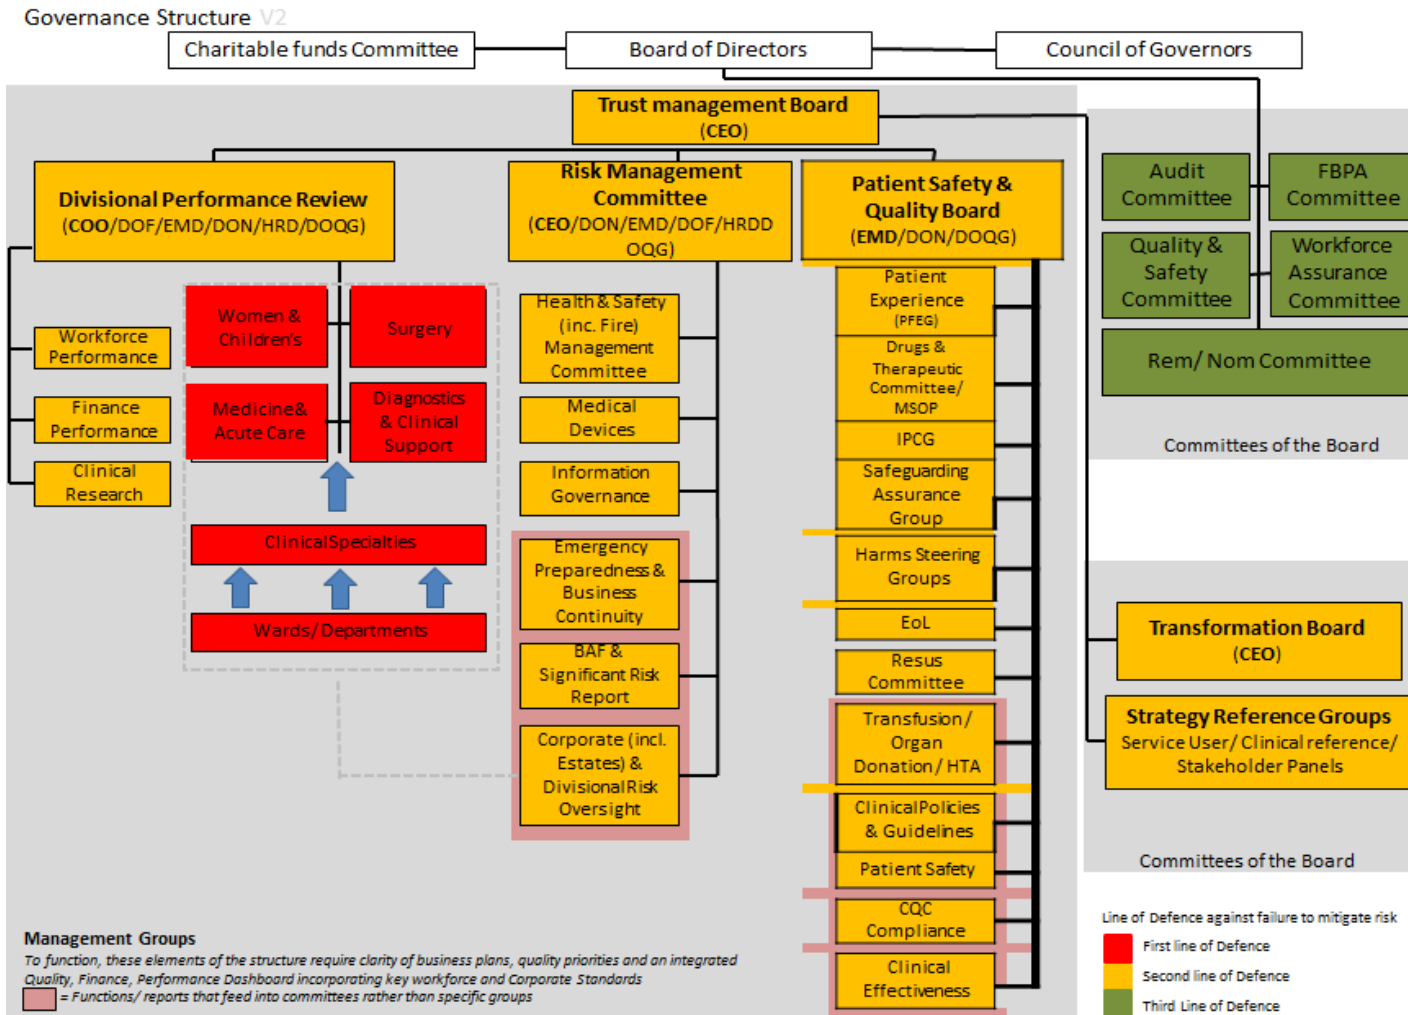 Governance Structure V2
Charitable funds Committee
Board of Directors
Council of Governors
Trust management Board
(CEO)
Divisional Performance Review
(COO/DOF/EMD/DON/HRD/DOQG)
Risk Management
Committee
(CEO/DON/EMD/DOF/HRDD
OQG)
Patient Safety &
Quality Board
(EMD/DON/DOQG)
Workforce
Performance
Finance
Performance
Clinical
Research
Women &
Children's
Surgery
Medicine&
Acute Care
Diagnostics
& Clinical
Support
ClinicalSpecialties
Wards/ Departments
Health & Safety
(inc. Fire)
Management
Committee
Medical
Devices
Information
Governance
Emergency
Preparedness &
Business
Continuity
BAF &
Significant Risk
Report
Corporate (incl.
Estates) &
DivisionalRisk
Oversight
Patient
Experience
(PFEG)
Drugs &
Therapeutic
Committee/
MSOP
IPCG
Safeguarding
Assurance
Group
Harms Steering
Groups
EoL
Resus
Committee
Transfusion /
Organ
Donation / HTA
ClinicalPolicies
& Guidelines
Patient Safety
CQC
Compliance
Clinical
Effectiveness
Audit
Committee
FBPA
Committee
Quality &
Safety
Committee
Workforce
Assurance
Committee
Rem/ Nom Committee
Committees of the Board
Transformation Board
(CEO)
Strategy Reference Groups
Service User/ Clinical reference/
Stakeholder Panels
Committees of the Board
Management Groups
To function, these elements of the structure require clarity of business plans, quality priorities and an integrated
Quality, Finance, Performance Dashboard incorporating key workforce and Corporate Standards
= Functions/ reports that feed into committees rather than specific groups
Line of Defence against failure to mitigate risk
First line of Defence
Second line of Defence
Third Line of Defence